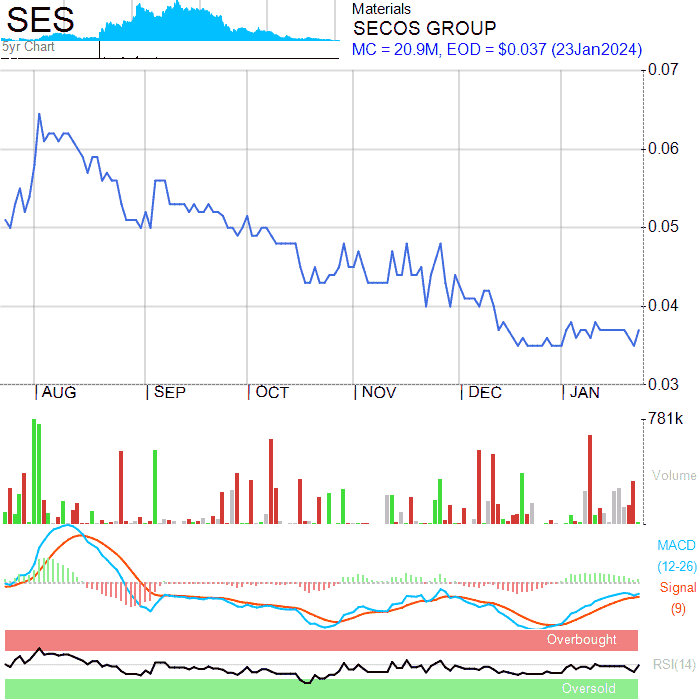 SES
5yr Chart
Materials
SECOS GROUP
MC = 20.9M, EOD = $0.037 (23Jan2024)
0.07
0.06
0.05
0.04
0.03
AUG SEP OCT NOV DEC JAN
781k
Volume
MACD
(12-26)
Signal
(9)
Overbought
RSI(14)
Oversold